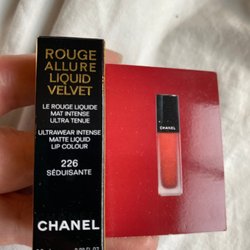 ROUGE
ALLURE
LIQUID
VELVET
LE ROUGE LIQUIDE
MAT INTENSE
ULTRA TENUE
ULTRAWEAR INTENSE
MATTE LIQUID
LIP COLOUR
226
SÉDUISANTE
CHANEL
CHANEL